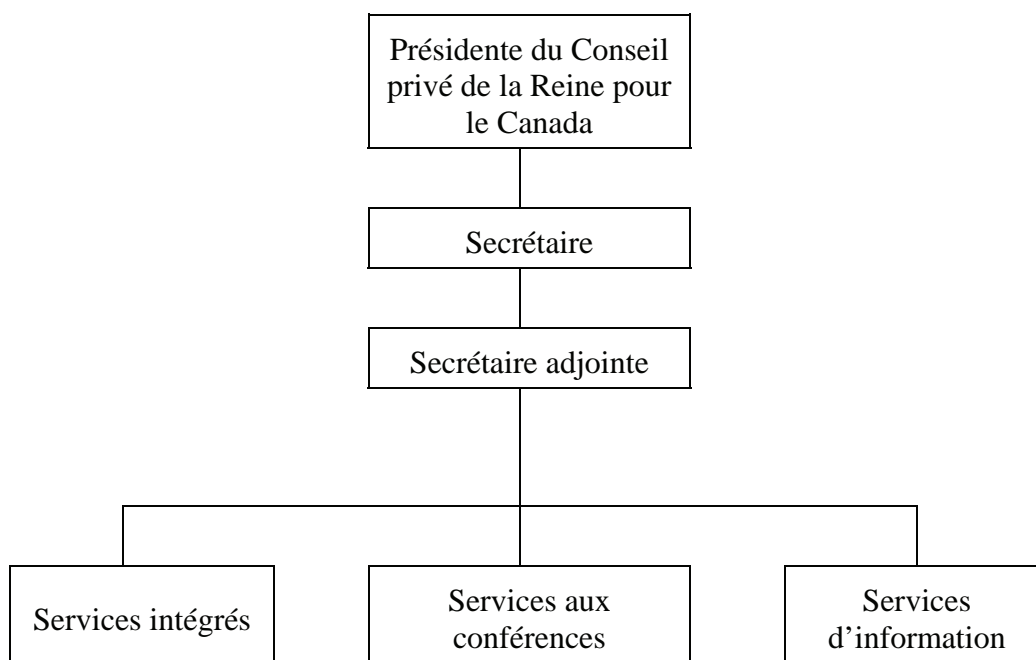 Présidente du Conseil
privé de la Reine pour
le Canada
Secrétaire
Secrétaire adjointe
Services intégrés
Services aux
conférences
Services
d’information